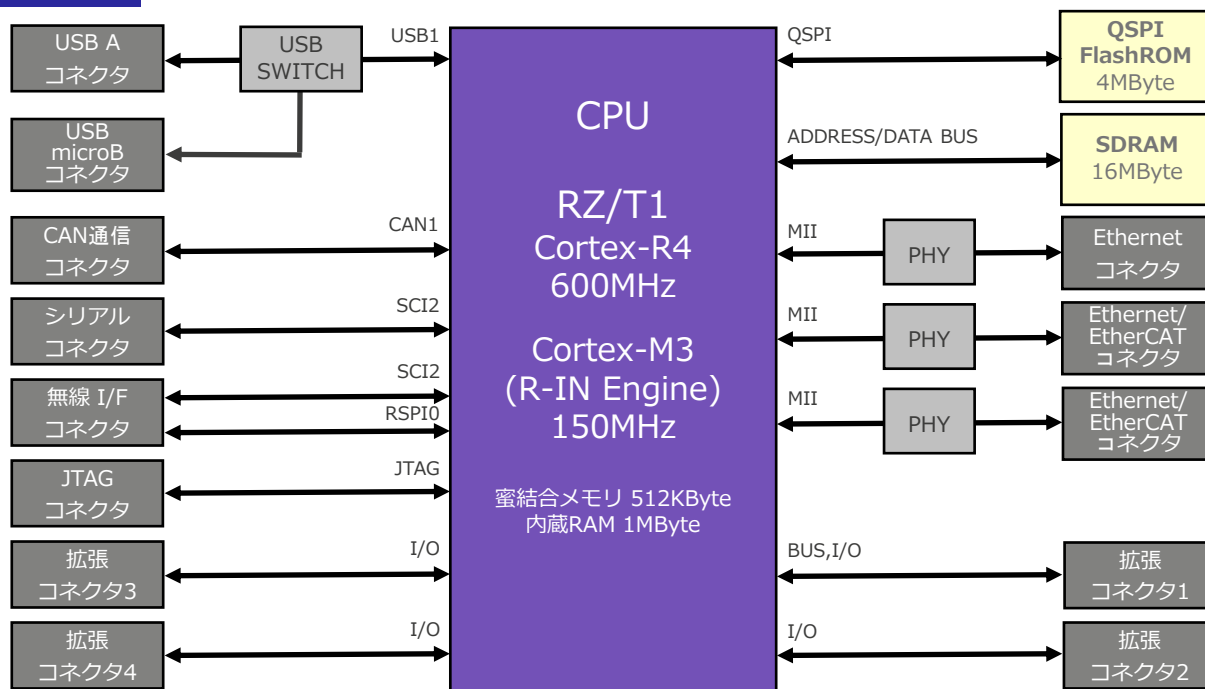 USB A
コネクタ
USB
SWITCH
USB1
USB
microB
コネクタ
CAN通信
コネクタ
CAN1
シリアル
コネクタ
SCI2
無線 I/F
コネクタ
SCI2
RSPI0
JTAG
コネクタ
JTAG
拡張
コネクタ3
I/O
拡張
コネクタ4
I/O
CPU
RZ/T1
Cortex-R4
600MHz
Cortex-M3
(R-IN Engine)
150MHz
蜜結合メモリ 512KByte
内蔵RAM 1MByte
QSPI
QSPI
FlashROM
4MByte
ADDRESS/DATA BUS
SDRAM
16MByte
MII
PHY
Ethernet
コネクタ
MII
PHY
Ethernet/
EtherCAT
コネクタ
MII
PHY
Ethernet/
EtherCAT
コネクタ
BUS,I/O
拡張
コネクタ1
I/O
拡張
コネクタ2